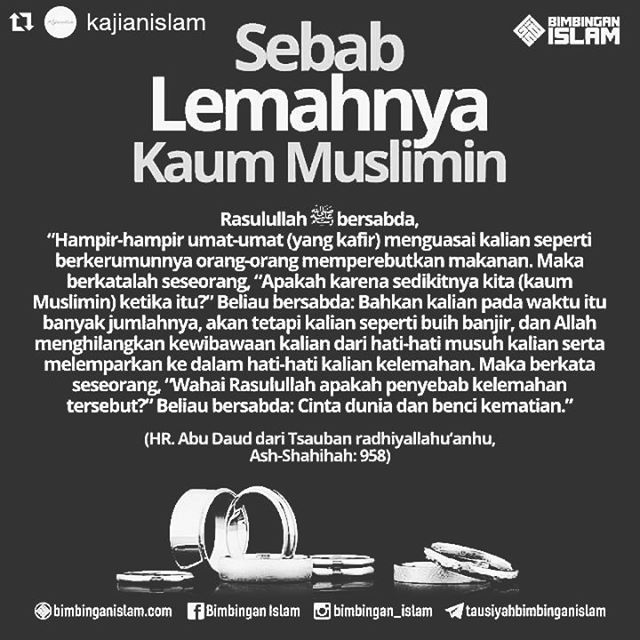 kajianislam
BIMBINGAN
ISLAM
Sebab
Lemahnya
Kaum Muslimin
Rasulullah ﷺ bersabda,
“Hampir-hampir umat-umat (yang kafir) menguasai kalian seperti
berkerumunnya orang-orang memperebutkan makanan. Maka
berkatalah seseorang, “Apakah karena sedikitnya kita (kaum
Muslimin) ketika itu?” Beliau bersabda: Bahkan kalian pada waktu itu
banyak jumlahnya, akan tetapi kalian seperti buih banjir, dan Allah
menghilangkan kewibawaan kalian dari hati-hati musuh kalian serta
melemparkan ke dalam hati-hati kalian kelemahan. Maka berkata
seseorang, “Wahai Rasulullah apakah penyebab kelemahan
tersebut?” Beliau bersabda: Cinta dunia dan benci kematian.”
(HR. Abu Daud dari Tsauban radhiyallahu’anhu,
Ash-Shahihah: 958)
bimbinganislam.com Bimbingan Islam bimbingan_islam tausiyahbimbinganislam